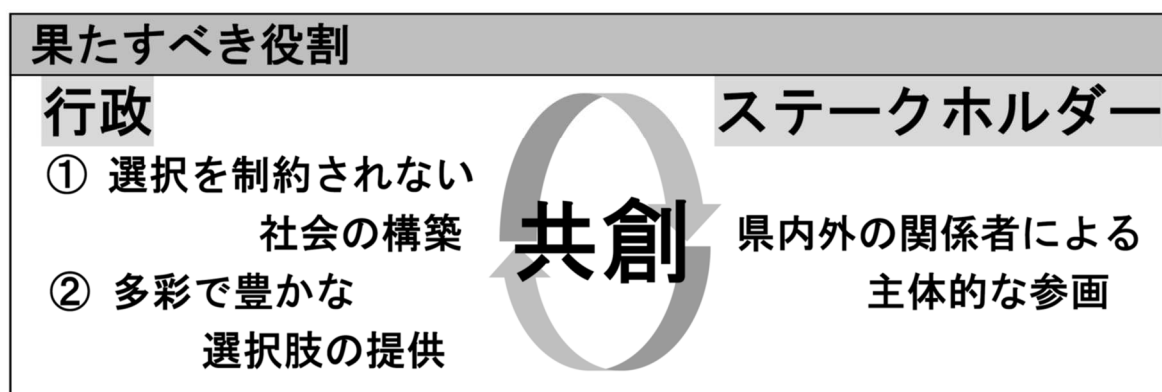 果たすべき役割
行政
① 選択を制約されない
社会の構築
② 多彩で豊かな
選択肢の提供
共創
ステークホルダー
県内外の関係者による
主体的な参画